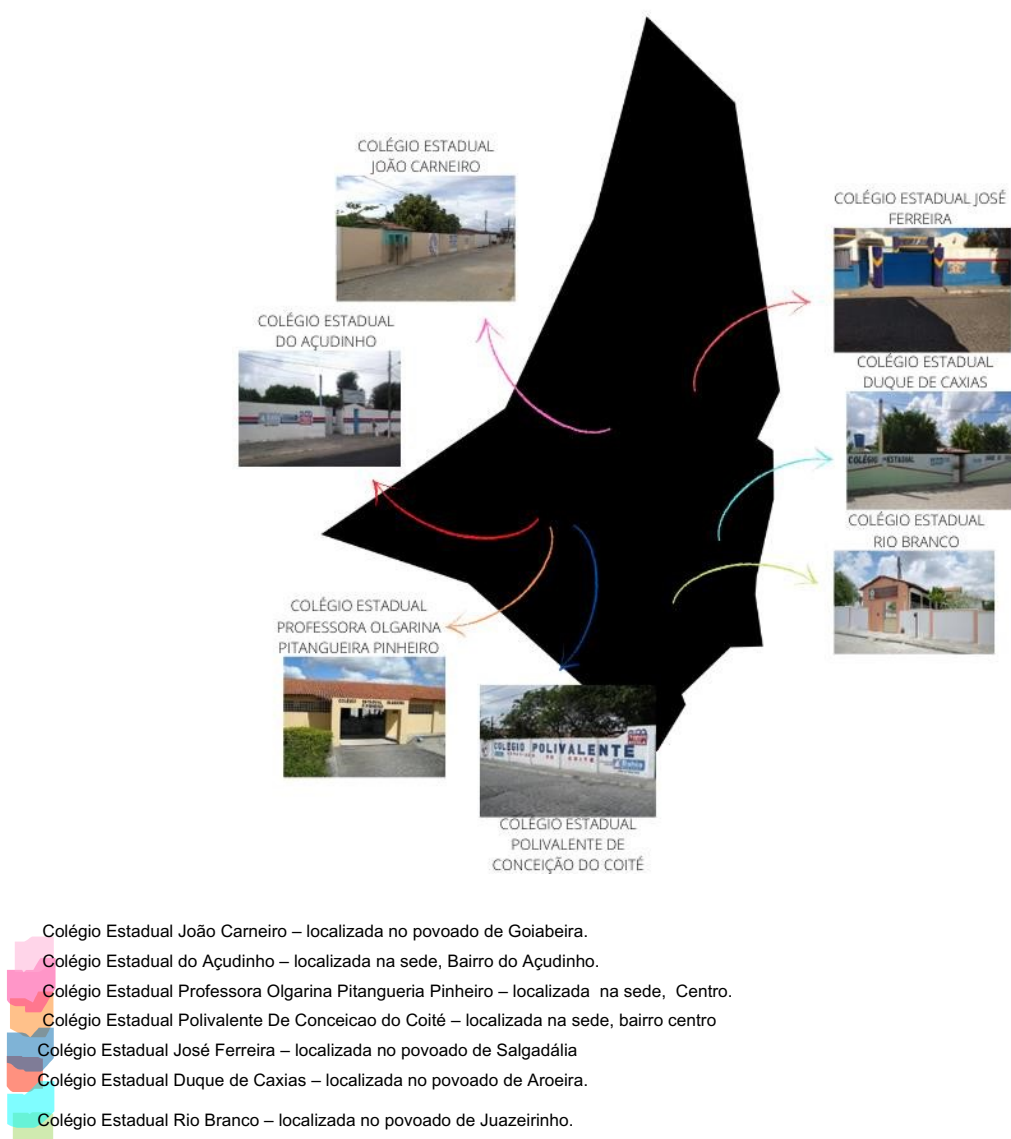 COLÉGIO ESTADUAL
JOÃO CARNEIRO
COLÉGIO ESTADUAL JOSÉ
FERREIRA
COLÉGIO ESTADUAL
DO AÇUDINHO
COLÉGIO ESTADUAL
DUQUE DE CAXIAS
COLÉGIO ESTADUAL
COLÉGIO ESTADUAL
RIO BRANCO
COLÉGIO ESTADUAL
PROFESSORA OLGARINA
PITANGUEIRA PINHEIRO
COLÉGIO POLIVALENTE
COLÉGIO ESTADUAL
POLIVALENTE DE
CONCEIÇÃO DO COITÉ
Colégio Estadual João Carneiro – localizada no povoado de Goiabeira.
Colégio Estadual do Açudinho – localizada na sede, Bairro do Açudinho.
Colégio Estadual Professora Olgarina Pitangueria Pinheiro – localizada na sede, Centro.
Colégio Estadual Polivalente De Conceicao do Coité – localizada na sede, bairro centro
Colégio Estadual José Ferreira – localizada no povoado de Salgadália
Colégio Estadual Duque de Caxias – localizada no povoado de Aroeira.
Colégio Estadual Rio Branco – localizada no povoado de Juazeirinho.